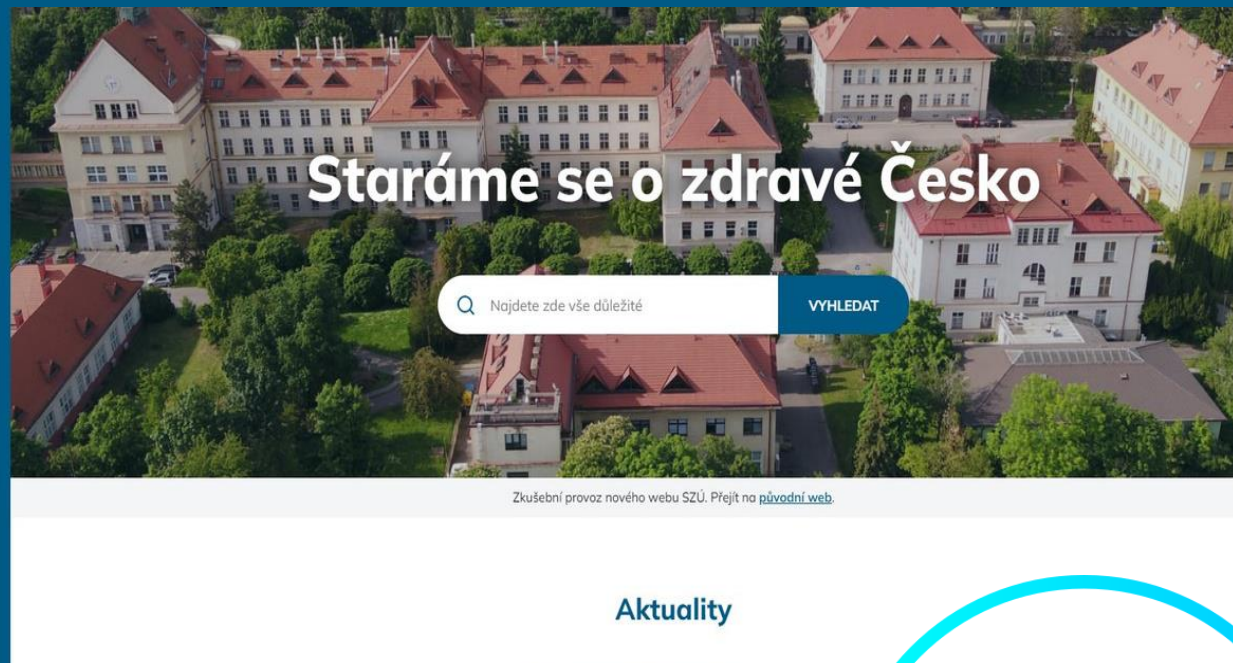 Staráme se o zdravé Česko
Najdete zde vše důležité
VYHLEDAT
Zkušební provoz nového webu SZÚ. Přejít na původní web.
Aktuality